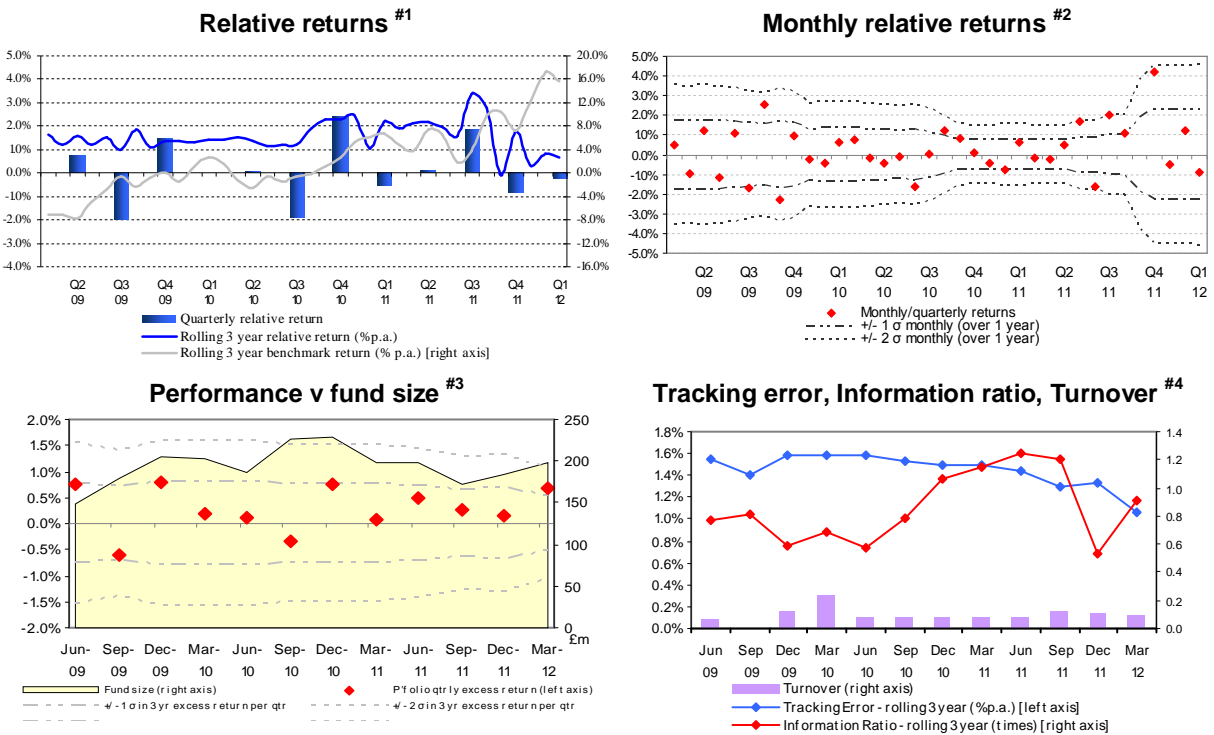 Relative returns #1
5.0%
4.0%
3.0%
2.0%
1.0%
0.0%
-1.0%
-2.0%
-3.0%
-4.0%
20.0%
16.0%
12.0%
8.0%
4.0%
0.0%
-4.0%
-8.0%
-12.0%
-16.0%
Q2 Q3 Q4 Q1 Q2 Q3 Q4 Q1 Q2 Q3 Q4 Q1
09 09 09 10 10 10 10 11 11 11 11 12
Quarterly relative return
Rolling 3 year relative return (%p.a.)
Rolling 3 year benchmark return (% p.a.) [right axis]
Monthly relative returns #2
5.0%
4.0%
3.0%
2.0%
1.0%
0.0%
-1.0%
-2.0%
-3.0%
-4.0%
-5.0%
Q2 Q3 Q4 Q1 Q2 Q3 Q4 Q1 Q2 Q3 Q4 Q1
09 09 09 10 10 10 10 11 11 11 11 12
Monthly/quarterly returns
+/- 1 σ monthly (over 1 year)
+/- 2 σ monthly (over 1 year)
Performance v fund size #3
2.0%
1.5%
1.0%
0.5%
0.0%
-0.5%
-1.0%
-1.5%
-2.0%
250
200
150
100
50
0
£m
Jun- Sep- Dec- Mar- Jun- Sep- Dec- Mar- Jun- Sep- Dec- Mar-
09 09 09 10 10 10 10 11 11 11 11 12
Fund size (right axis)
P'folio qtrly excess return (left axis)
+/- 1 σ in 3 yr excess return per qtr
+/- 2 σ in 3 yr excess return per qtr
Tracking error, Information ratio, Turnover #4
1.8%
1.6%
1.4%
1.2%
1.0%
0.8%
0.6%
0.4%
0.2%
0.0%
1.4
1.2
1.0
0.8
0.6
0.4
0.2
0.0
Jun Sep Dec Mar Jun Sep Dec Mar Jun Sep Dec Mar
09 09 09 10 10 10 10 11 11 11 11 12
Turnover (right axis)
Tracking Error - rolling 3 year (%p.a.) [left axis]
Information Ratio - rolling 3 year (times) [right axis]